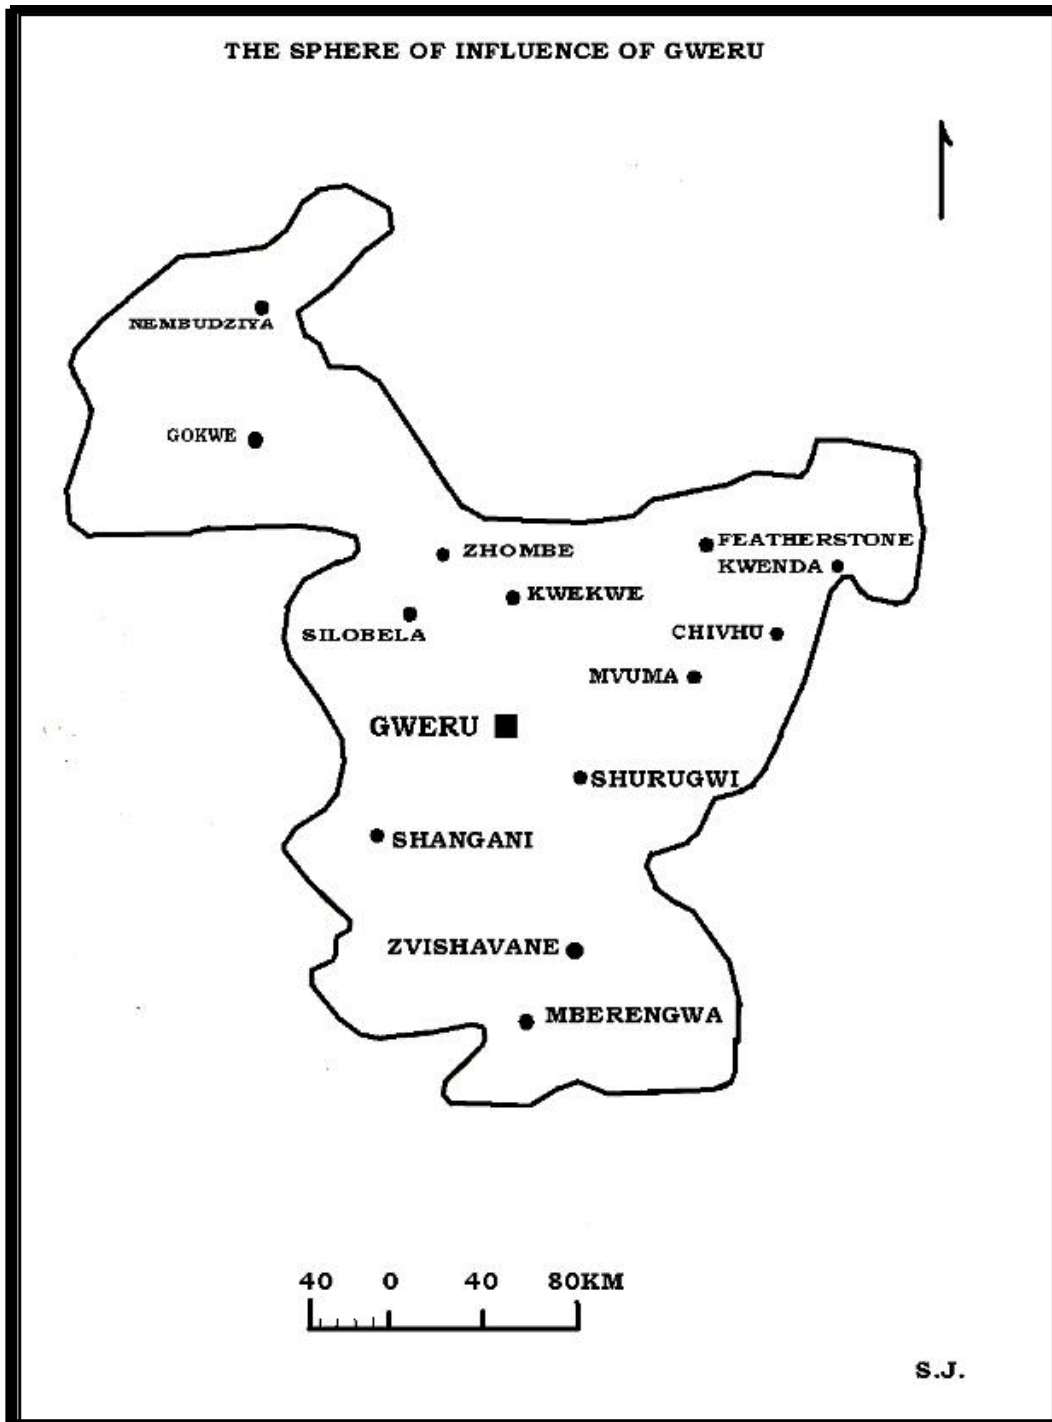 THE SPHERE OF INFLUENCE OF GWERU
NEMBUDZIYA
GOKWE
ZHOMBE
FEATHERSTONE
KWENDA
KWEKWE
SILOBELA
CHIVHU
MVUMA
GWERU
SHURUGWI
SHANGANI
ZVISHAVANE
MBERENGWA
40 0 40 80KM
S.J.